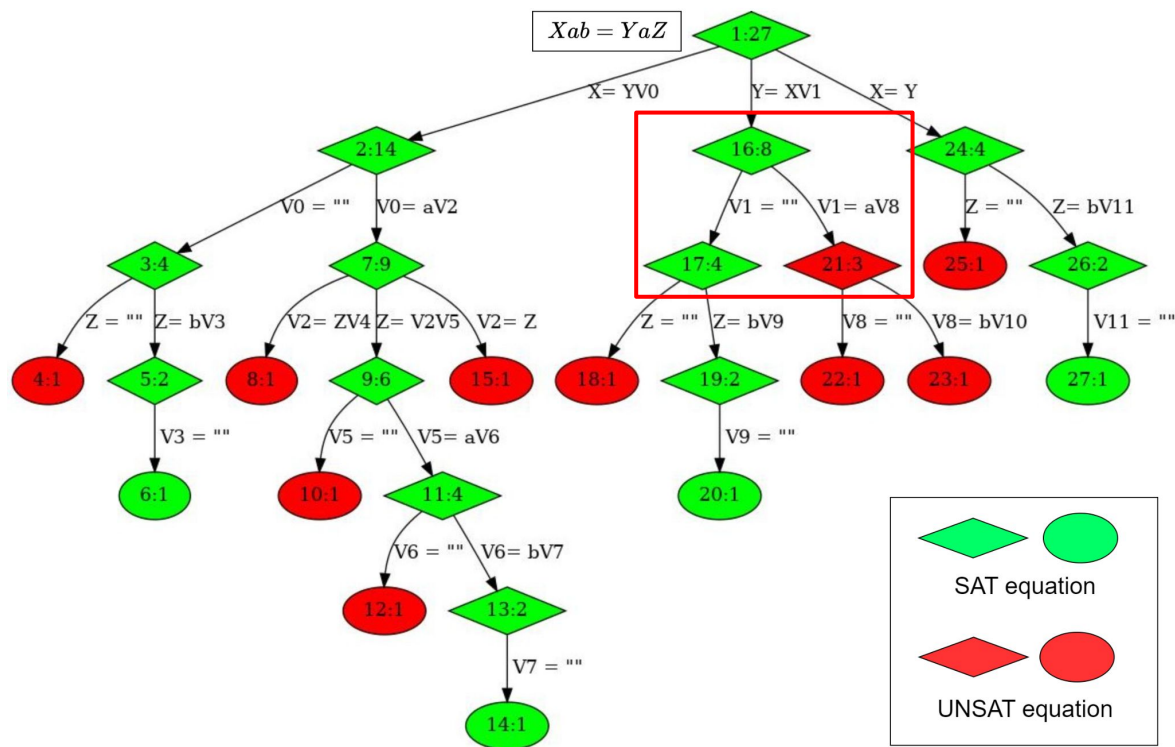 Xab = YaZ
1:27
X= YV0
Y= XV1
X= Y
2:14
16:8
24:4
V0 = ""
V0= aV2
V1 = ""
V1= aV8
Z = ""
Z= bV11
3:4
7:9
17:4
21:3
25:1
26:2
Z = ""
Z= bV3
V2= ZV4
Z= V2V5
V2= Z
Z = ""
Z= bV9
V8 = ""
V8= bV10
V11 = ""
4:1
5:2
8:1
9:6
15:1
18:1
19:2
22:1
23:1
27:1
V3 = ""
V5 = ""
V5= aV6
V9 = ""
6:1
10:1
11:4
20:1
V6 = ""
V6= bV7
12:1
13:2
V7 = ""
14:1
SAT equation
UNSAT equation